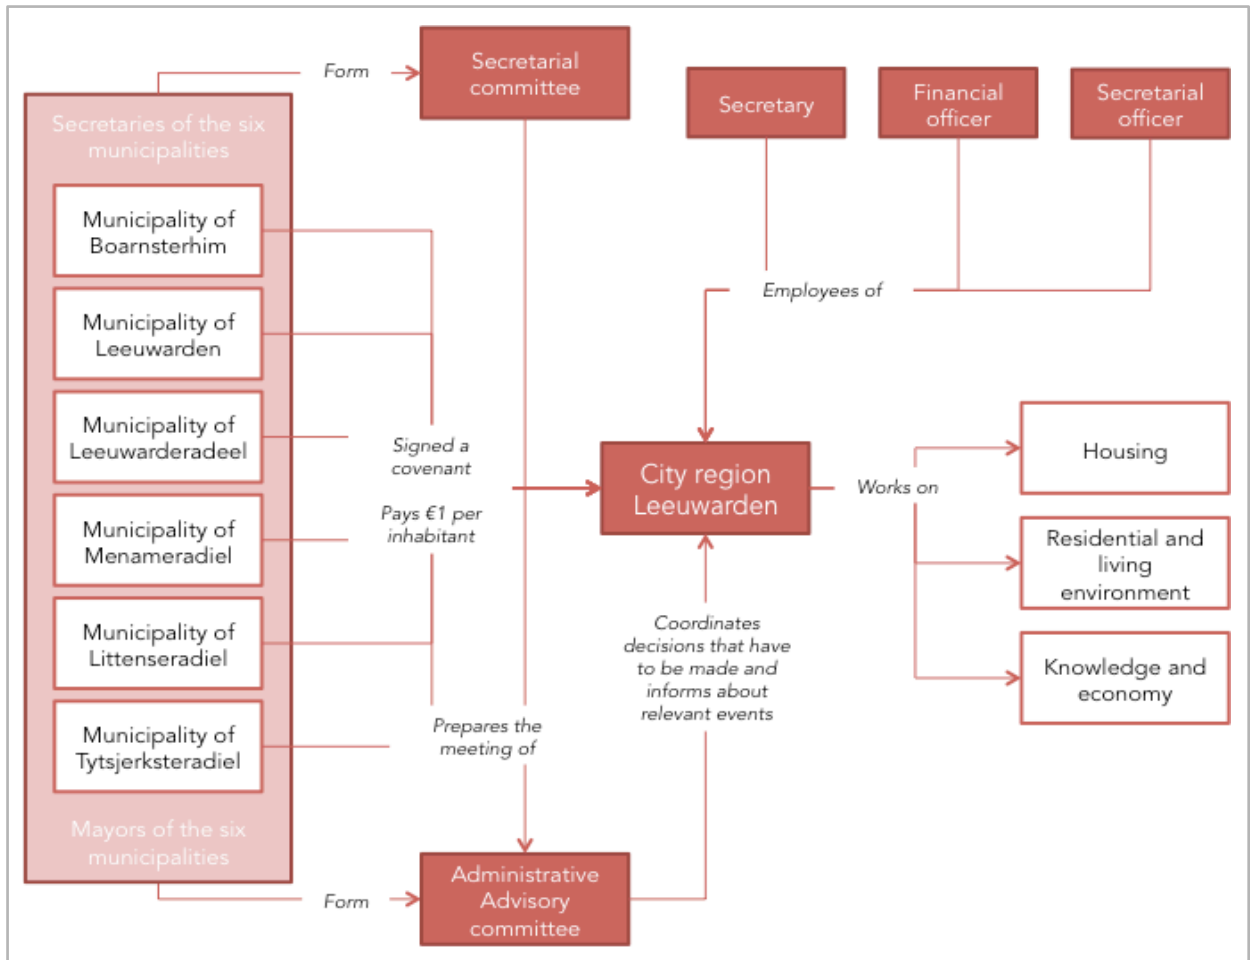 Form
Secretarial
committee
Secretary
Financial
officer
Secretarial
officer
Secretaries of the six
municipalities
Municipality of
Boarnsterhim
Municipality of
Leeuwarden
Municipality of
Leeuwarderadeel
Municipality of
Menameradiel
Municipality of
Littenseradiel
Municipality of
Tytsjerksteradiel
Mayors of the six
municipalities
Signed a
covenant
Pays €1 per
inhabitant
Prepares the
meeting of
Form
Administrative
Advisory
committee
Employees of
City region
Leeuwarden
Coordinates
decisions that have
to be made and
informs about
relevant events
Works on
Housing
Residential and
living
environment
Knowledge and
economy